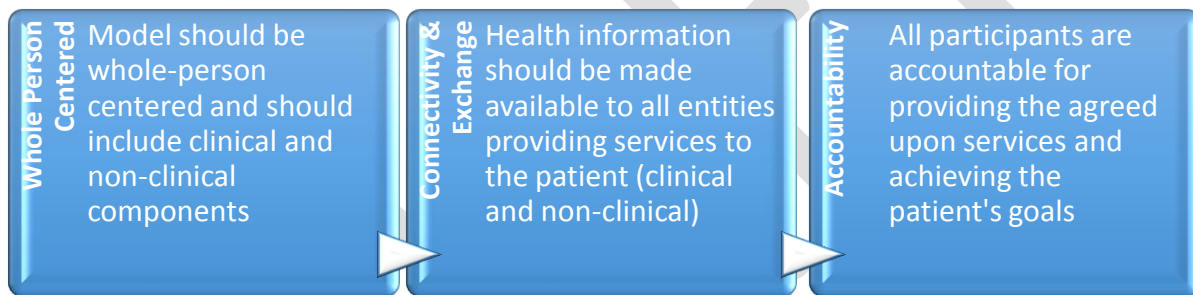 Whole Person
Centered
Model should be
whole-person
centered and should
include clinical and
non-clinical
components
Connectivity &
Exchange
Health information
should be made
available to all entities
providing services to
the patient (clinical
and non-clinical)
Accountability
All participants are
accountable for
providing the agreed
upon services and
achieving the
patient's goals